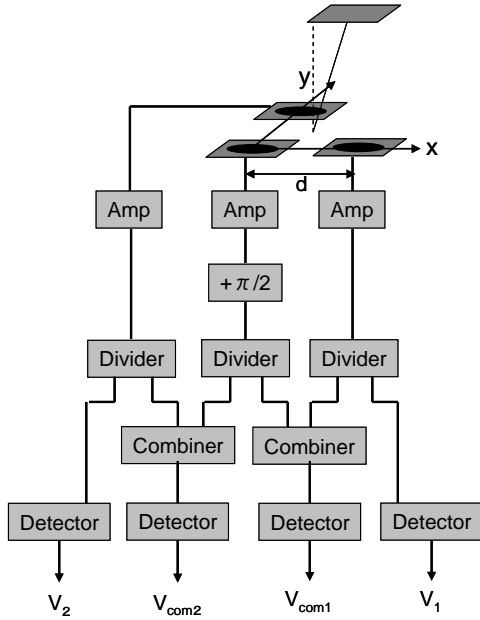 y
x
d
Amp
Amp
Amp
+π/2
Divider
Divider
Divider
Combiner
Combiner
Detector
Detector
Detector
Detector
V2
Vcom2
Vcom1
V1